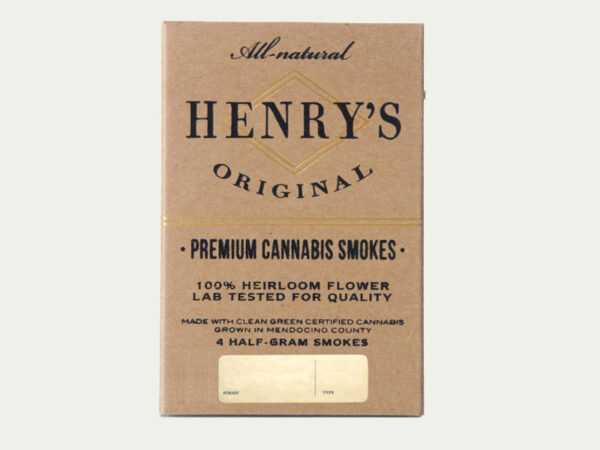 All-natural
HENRY'S
ORIGINAL
• PREMIUM CANNABIS SMOKES •
100% HEIRLOOM FLOWER
LAB TESTED FOR QUALITY
MADE WITH CLEAN GREEN CERTIFIED CANNABIS
GROWN IN MENDOCINO COUNTY
4 HALF-GRAM SMOKES
STRAIN TYPE